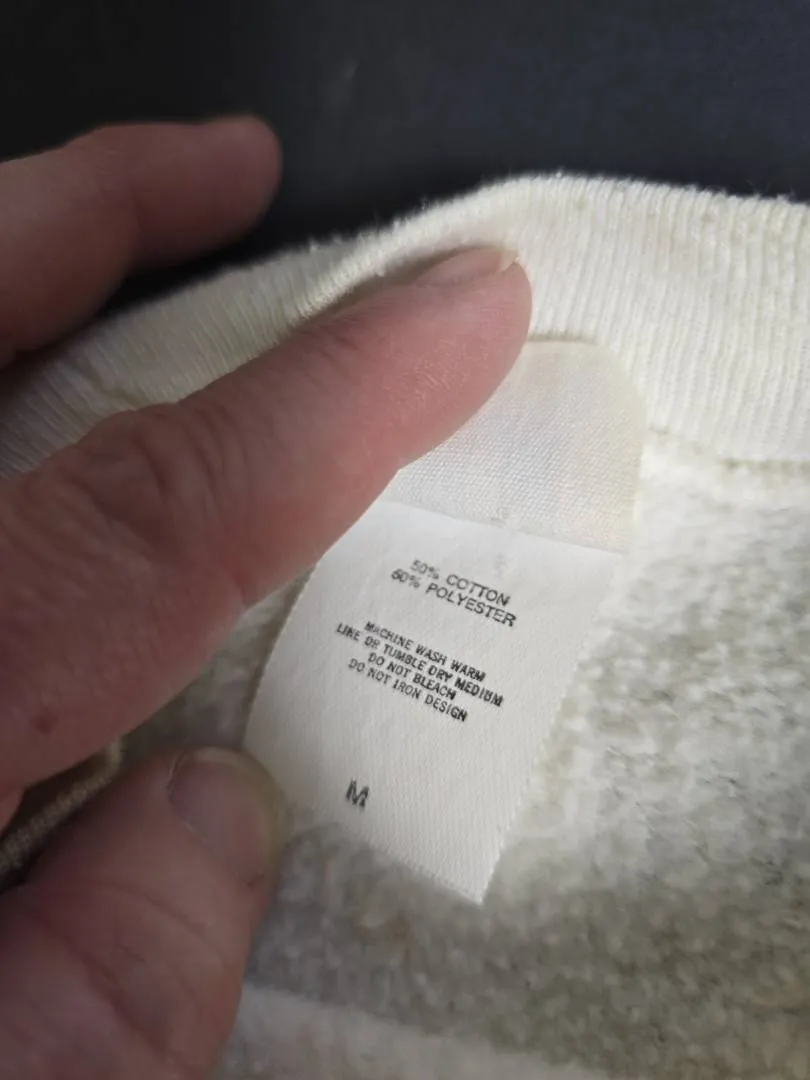 50% COTTON
50% POLYESTER
MACHINE WASH WARM
LINE OR TUMBLE DRY MEDIUM
DO NOT BLEACH
DO NOT IRON DESIGN
M